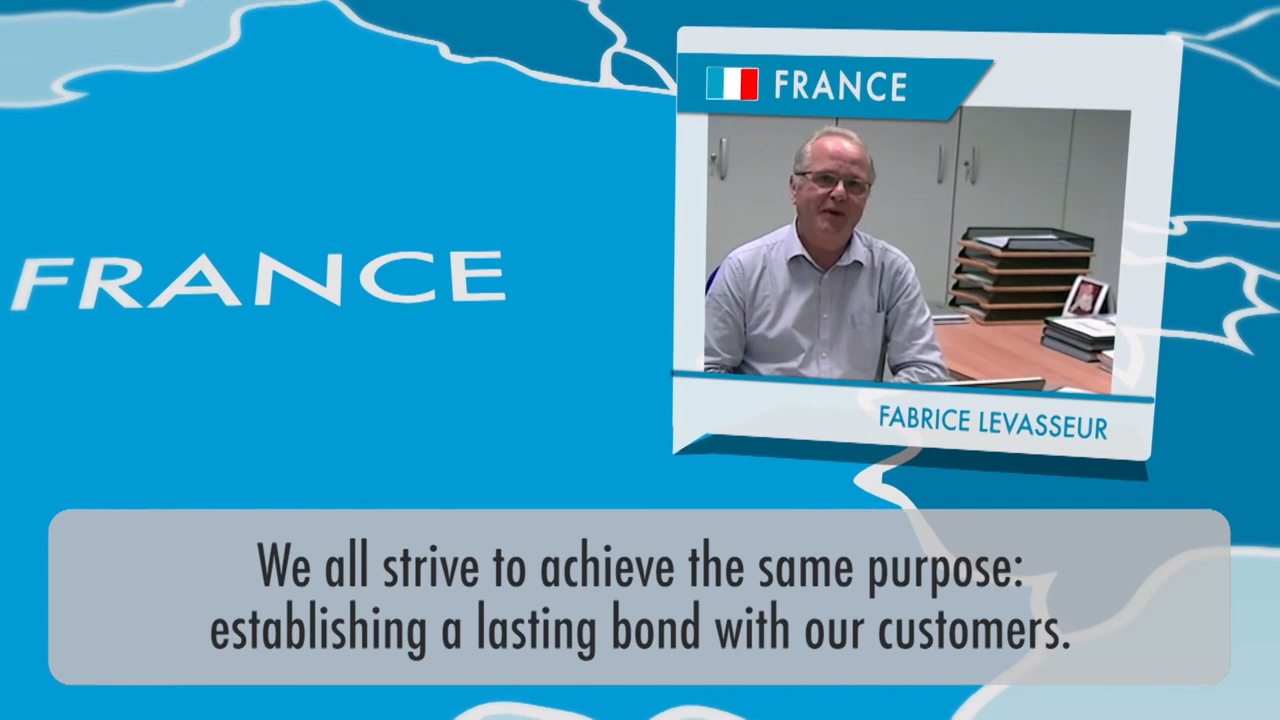 FRANCE
FRANCE
FABRICE LEVASSEUR
We all strive to achieve the same purpose:
establishing a lasting bond with our customers.